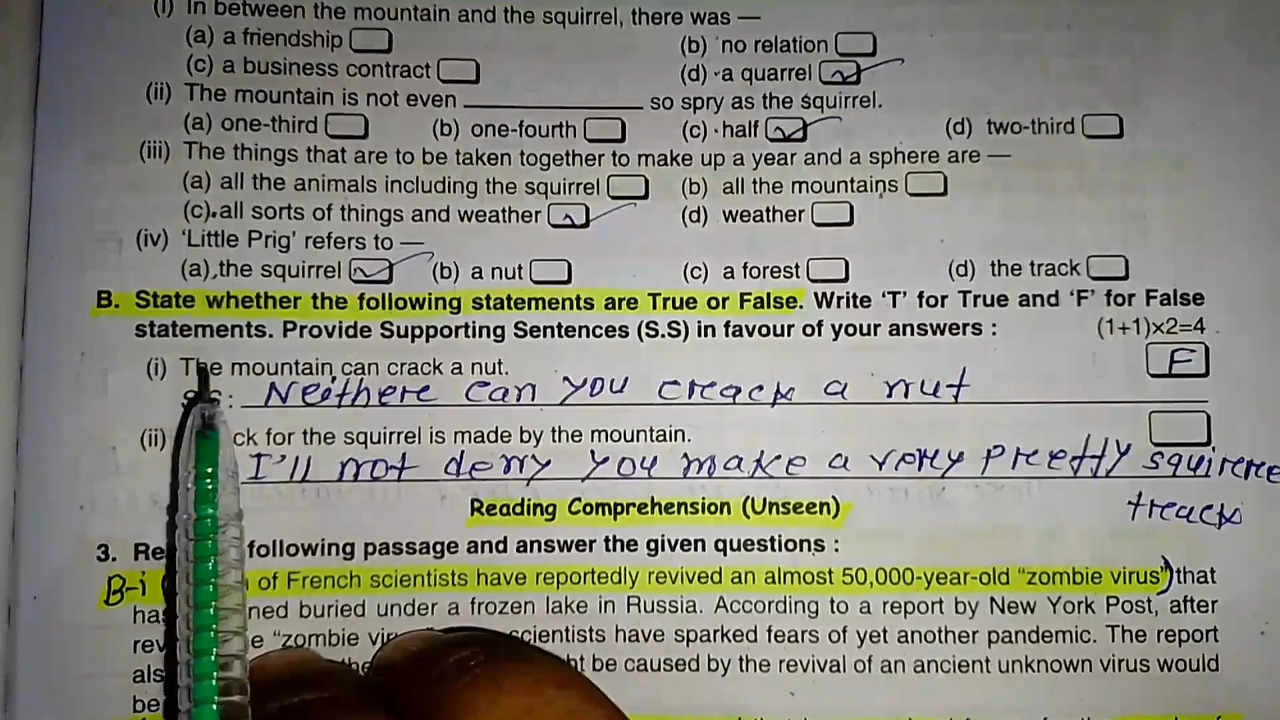 (i) In between the mountain and the squirrel, there was —
(a) a friendship (b) no relation
(c) a business contract (d) a quarrel
(ii) The mountain is not even __________ so spry as the squirrel.
(a) one-third (b) one-fourth (c) half (d) two-third
(iii) The things that are to be taken together to make up a year and a sphere are —
(a) all the animals including the squirrel (b) all the mountains
(c) all sorts of things and weather (d) weather
(iv) 'Little Prig' refers to —
(a) the squirrel (b) a nut (c) a forest (d) the track
B. State whether the following statements are True or False. Write 'T' for True and 'F' for False
statements. Provide Supporting Sentences (S.S) in favour of your answers : (1+1)×2=4
(i) The mountain can crack a nut. F
Neithere can you creack a nut
(ii) ck for the squirrel is made by the mountain.
I'll not deny you make a very preetty squirere
treack
Reading Comprehension (Unseen)
3. Re following passage and answer the given questions :
B-i of French scientists have reportedly revived an almost 50,000-year-old "zombie virus" that
ha ned buried under a frozen lake in Russia. According to a report by New York Post, after
rev e "zombie vir scientists have sparked fears of yet another pandemic. The report
als be caused by the revival of an ancient unknown virus would
be